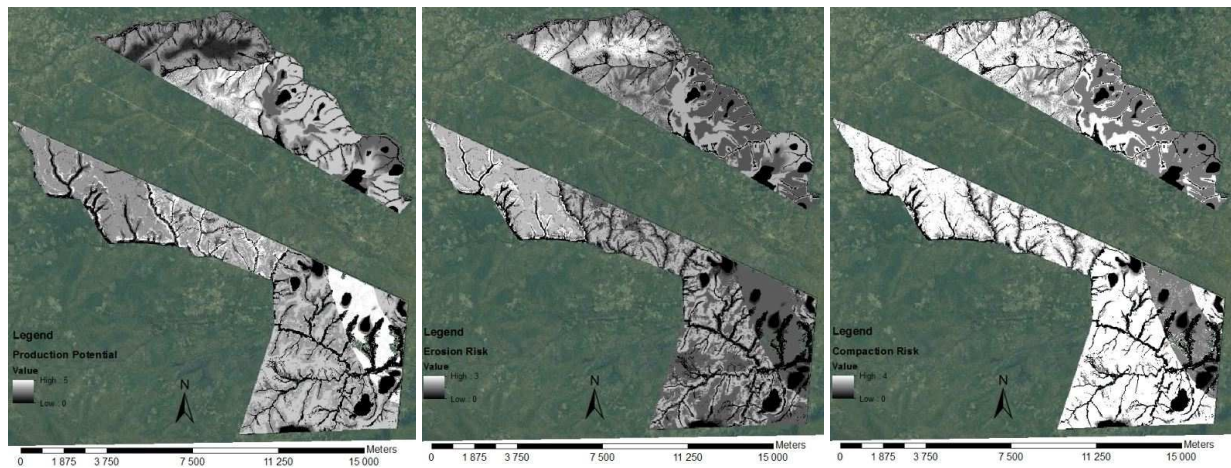 Legend
Production Potential
Value
High : 5
Low : 0
N
Meters
0 1 875 3 750 7 500 11 250 15 000
Legend
Erosion Risk
Value
High : 3
Low : 0
N
Meters
0 1 875 3 750 7 500 11 250 15 000
Legend
Compaction Risk
Value
High : 4
Low : 0
N
Meters
0 1 875 3 750 7 500 11 250 15 000